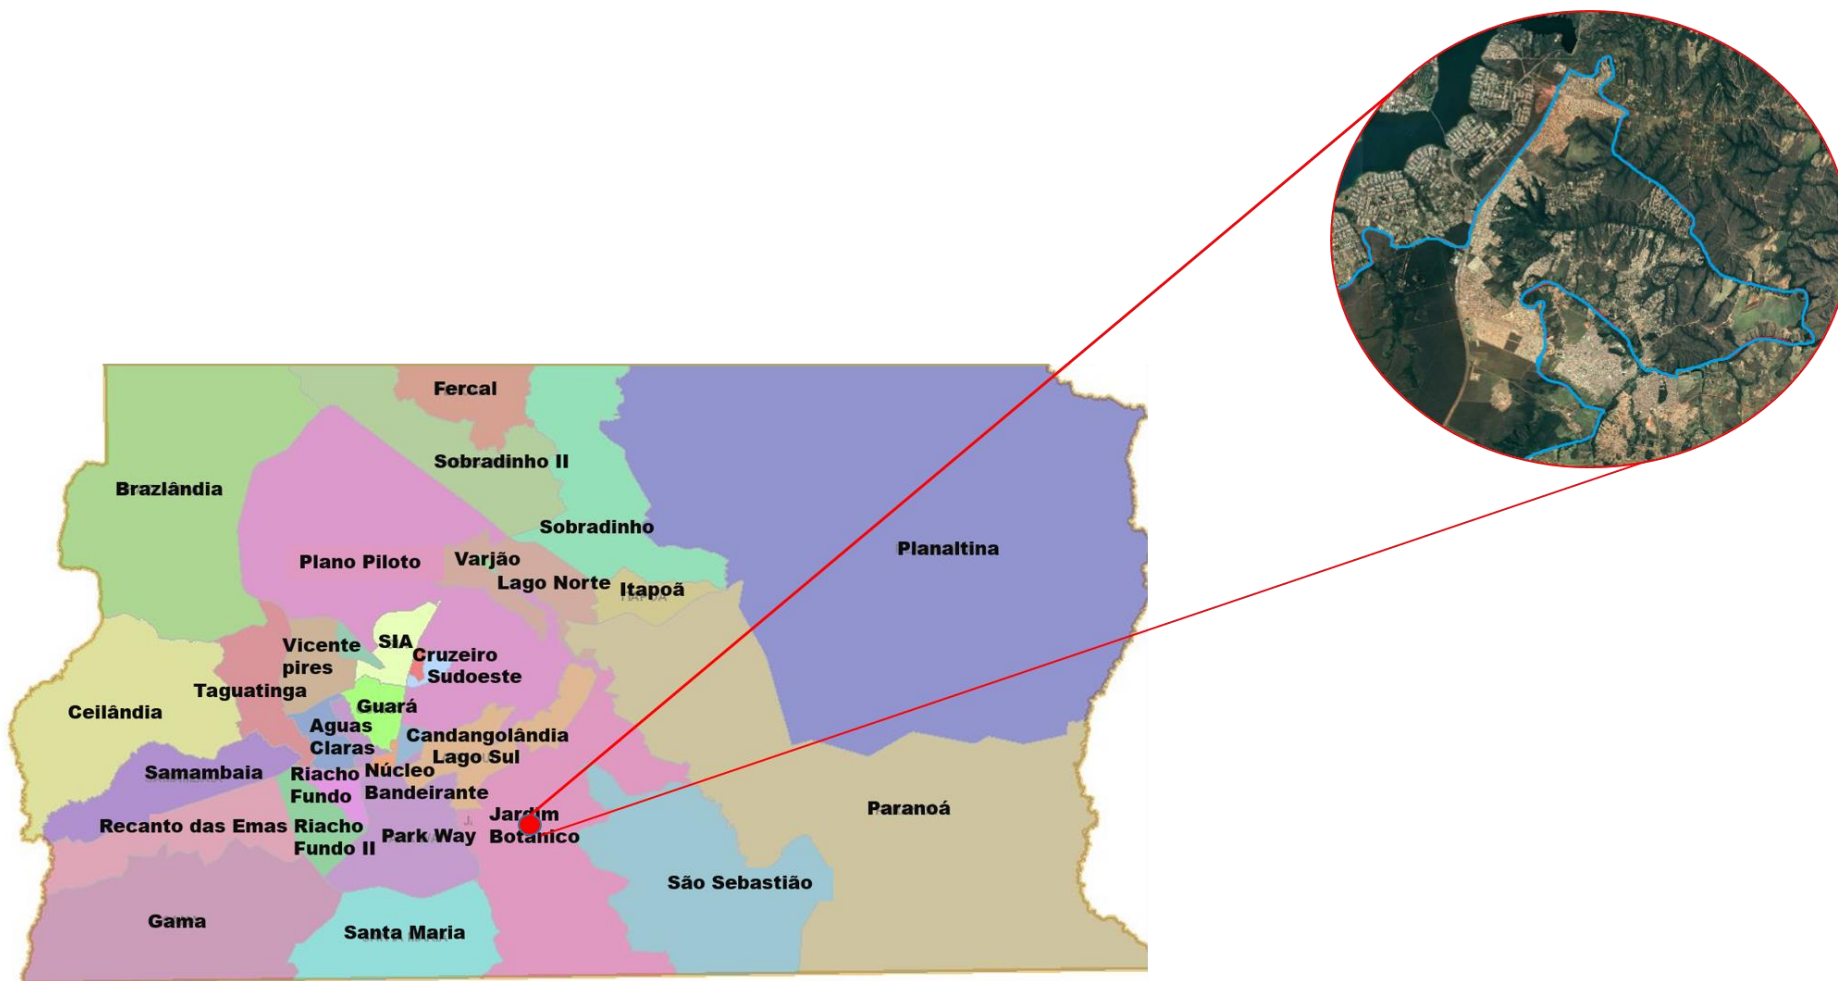 Fercal
Sobradinho II
Brazlândia
Sobradinho
Planaltina
Plano Piloto
Varjão
Lago Norte
Itapoã
Vicente
pires
SIA
Cruzeiro
Sudoeste
Taguatinga
Ceilândia
Guará
Aguas
Claras
Candangolândia
Lago Sul
Samambaia
Riacho
Fundo
Núcleo
Bandeirante
Paranoá
Jardim
Botânico
Recanto das Emas
Riacho
Fundo II
Park Way
São Sebastião
Gama
Santa Maria